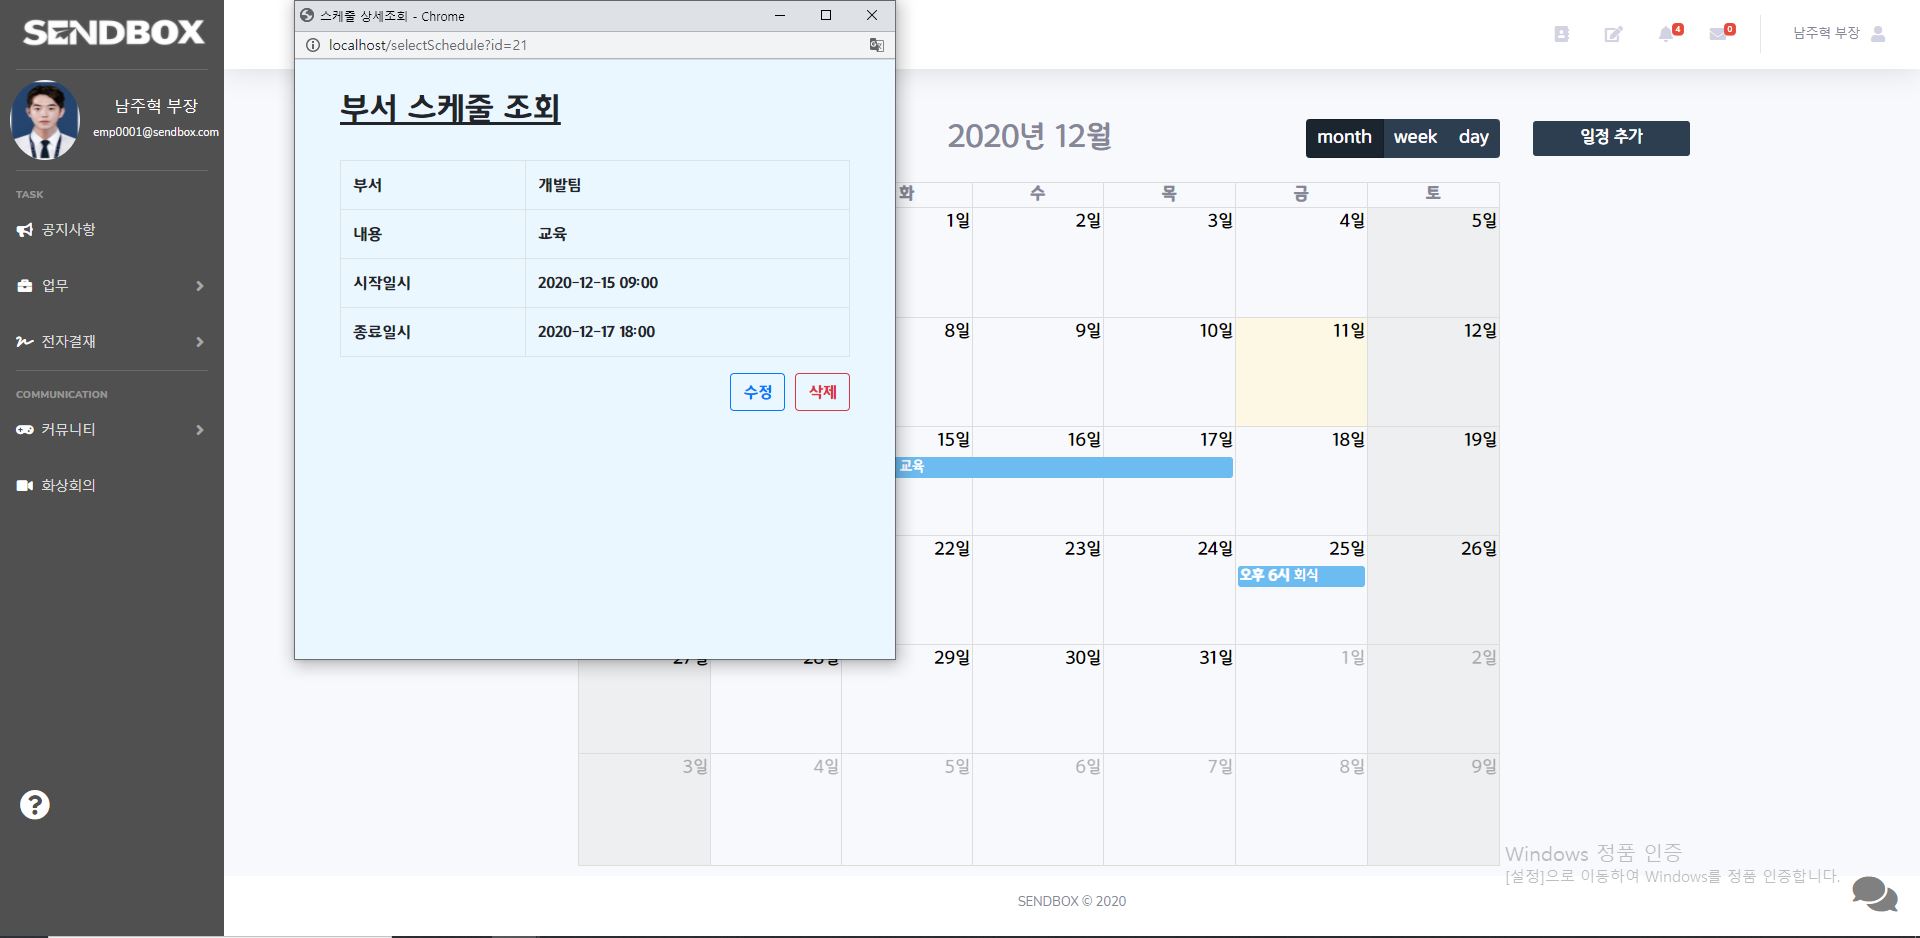 SENDBOX
남주혁 부장
emp0001@sendbox.com
TASK
공지사항
업무
전자결재
COMMUNICATION
커뮤니티
화상회의
?
스케줄 상세조회 - Chrome
localhost/selectSchedule?id=21
부서 스케줄 조회
부서 개발팀
내용 교육
시작일시 2020-12-15 09:00
종료일시 2020-12-17 18:00
수정 삭제
4 0 남주혁 부장
2020년 12월
month week day
일정 추가
화 수 목 금 토
1일 2일 3일 4일 5일
8일 9일 10일 11일 12일
15일 16일 17일 18일 19일
교육
22일 23일 24일 25일 26일
오후 6시 회식
27일 28일 29일 30일 31일 1일 2일
3일 4일 5일 6일 7일 8일 9일
Windows 정품 인증
[설정]으로 이동하여 Windows를 정품 인증합니다.
SENDBOX © 2020